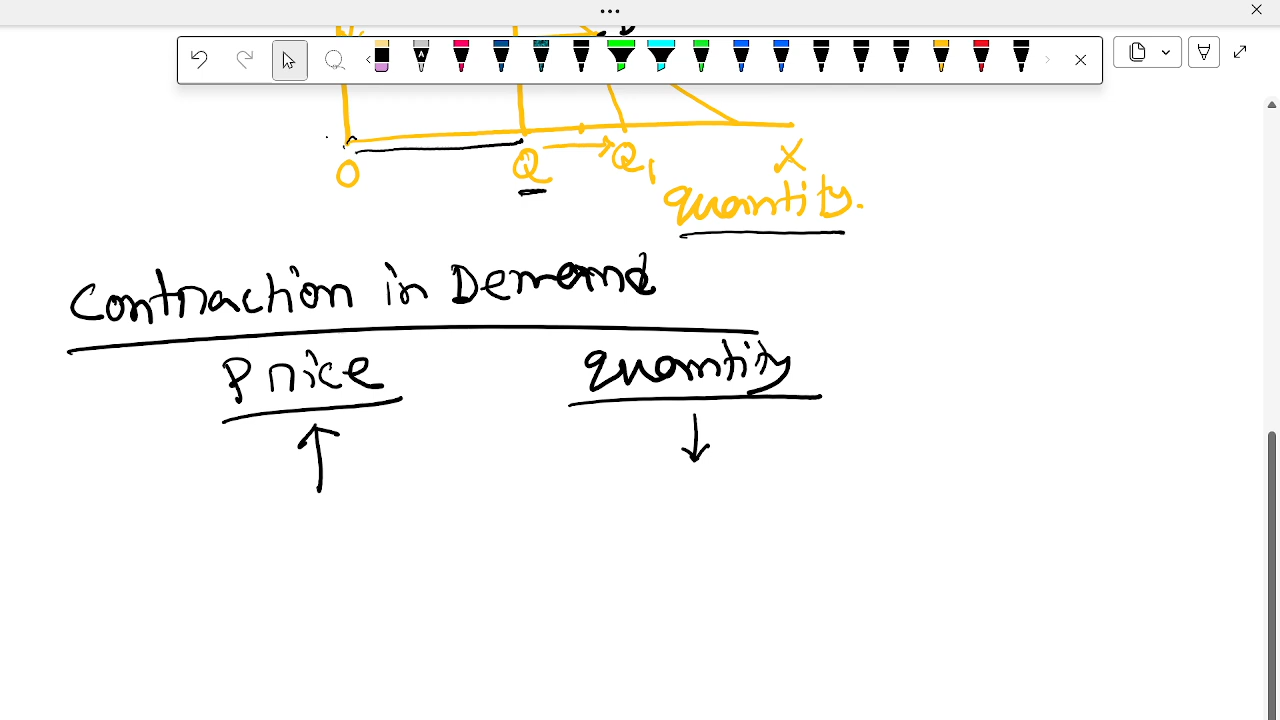 O Q Q1 X
quantity.
Contraction in Demand
Price quantity